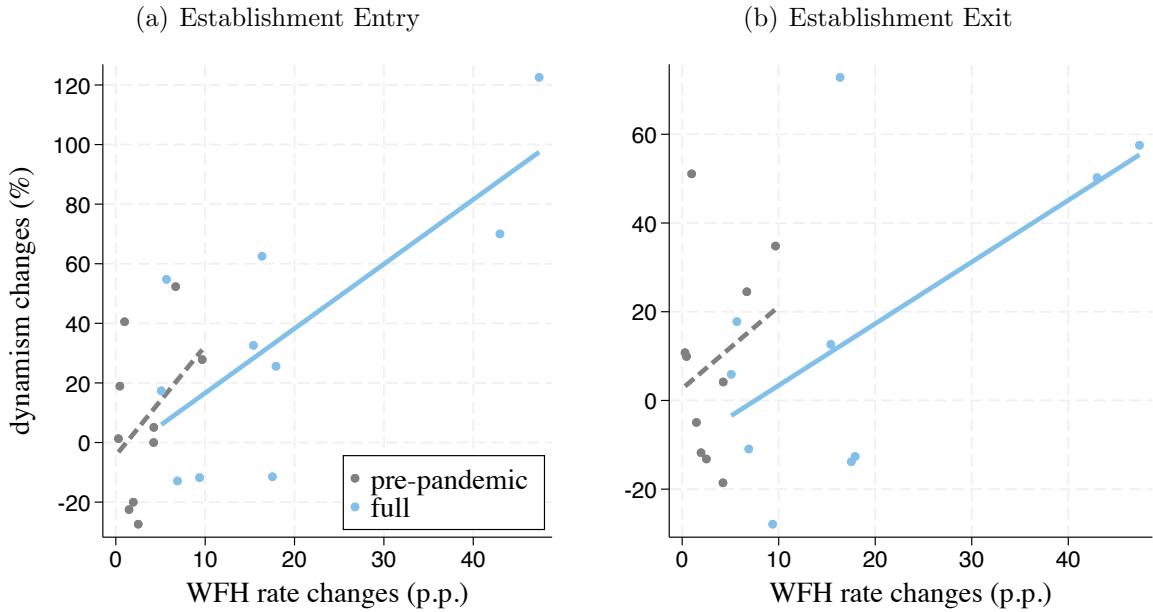 (a) Establishment Entry
dynamism changes (%)
120
100
80
60
40
20
0
-20
0 10 20 30 40
WFH rate changes (p.p.)
pre-pandemic
full
(b) Establishment Exit
60
40
20
0
-20
0 10 20 30 40
WFH rate changes (p.p.)